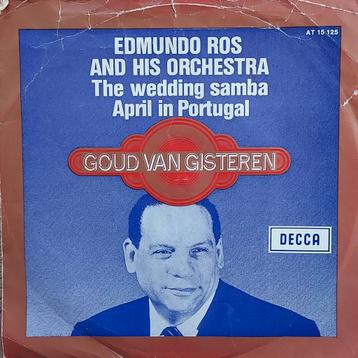 AT 15 125
EDMUNDO ROS
AND HIS ORCHESTRA
The wedding samba
April in Portugal
GOUD VAN GISTEREN
DECCA